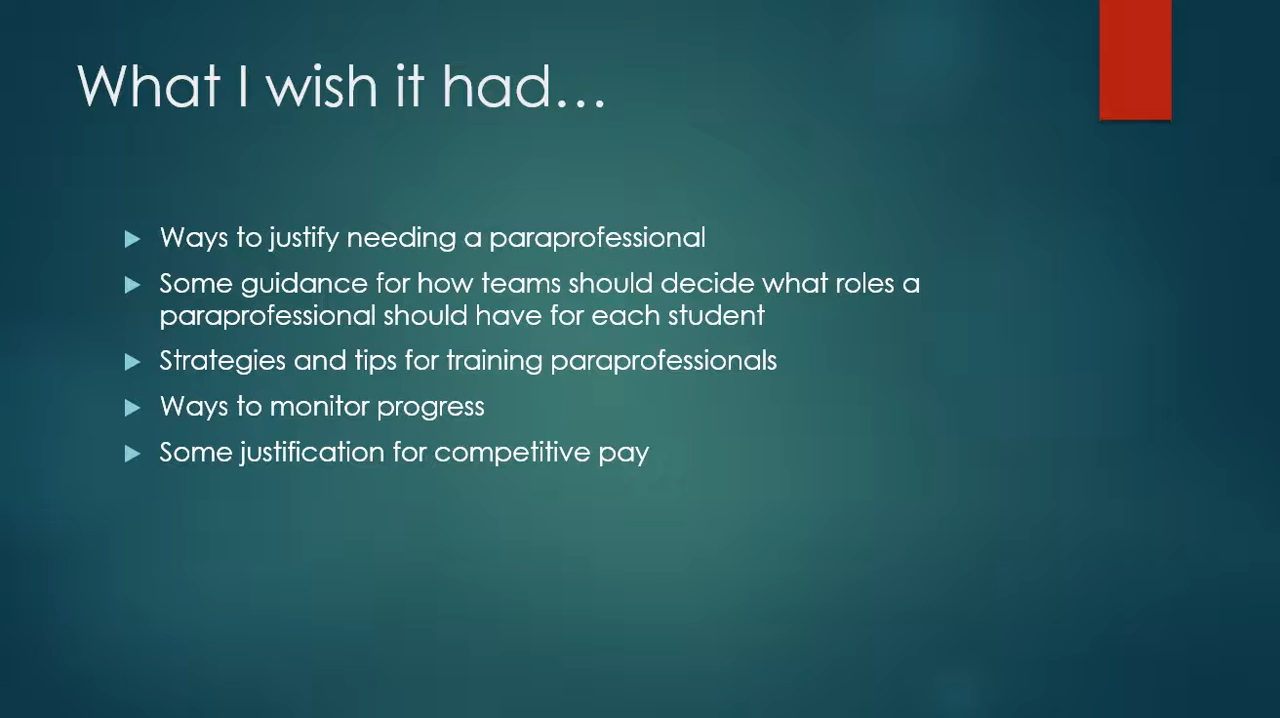 What I wish it had...
Ways to justify needing a paraprofessional
Some guidance for how teams should decide what roles a
paraprofessional should have for each student
Strategies and tips for training paraprofessionals
Ways to monitor progress
Some justification for competitive pay